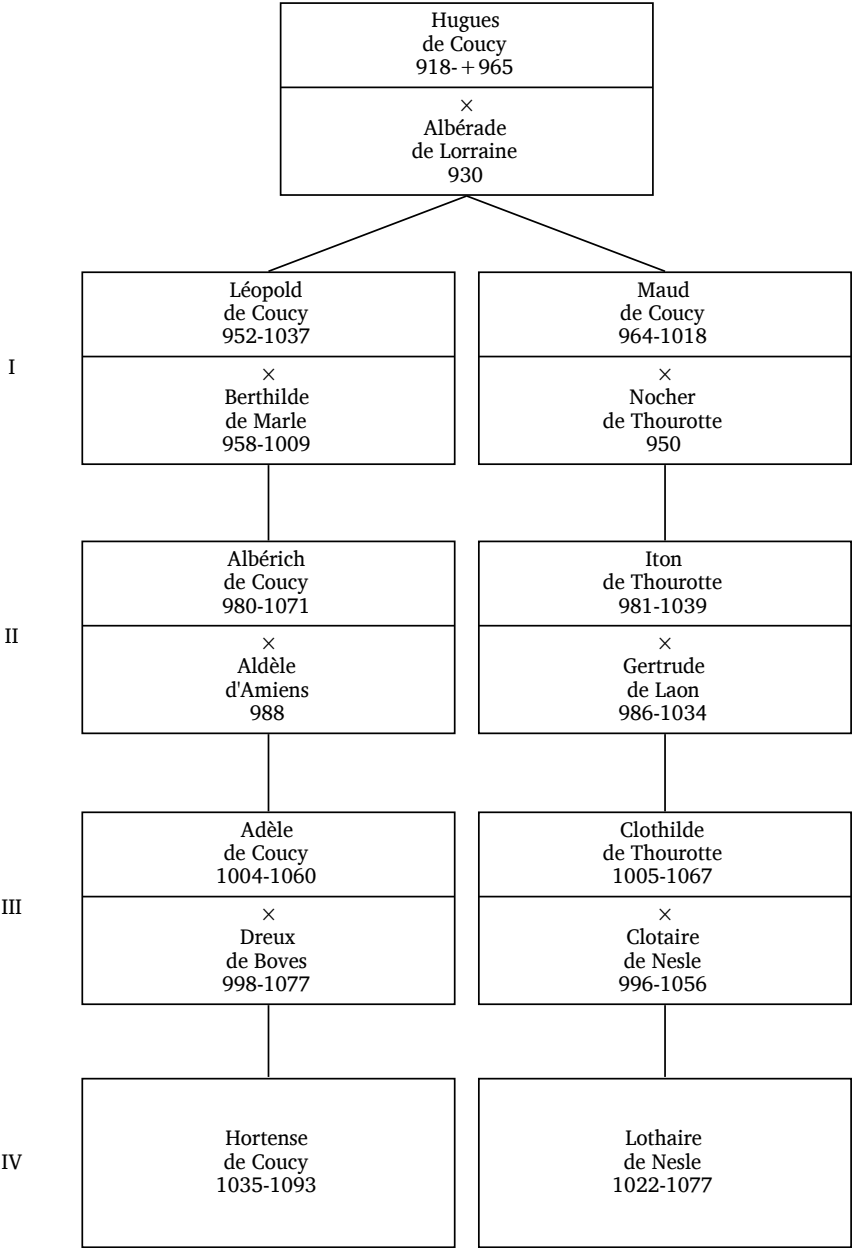 Hugues
de Coucy
918-+965
×
Albérade
de Lorraine
930
I
Léopold
de Coucy
952-1037
×
Berthilde
de Marle
958-1009
Maud
de Coucy
964-1018
×
Nocher
de Thourotte
950
II
Albérich
de Coucy
980-1071
×
Aldèle
d'Amiens
988
Iton
de Thourotte
981-1039
×
Gertrude
de Laon
986-1034
III
Adèle
de Coucy
1004-1060
×
Dreux
de Boves
998-1077
Clothilde
de Thourotte
1005-1067
×
Clotaire
de Nesle
996-1056
IV
Hortense
de Coucy
1035-1093
Lothaire
de Nesle
1022-1077